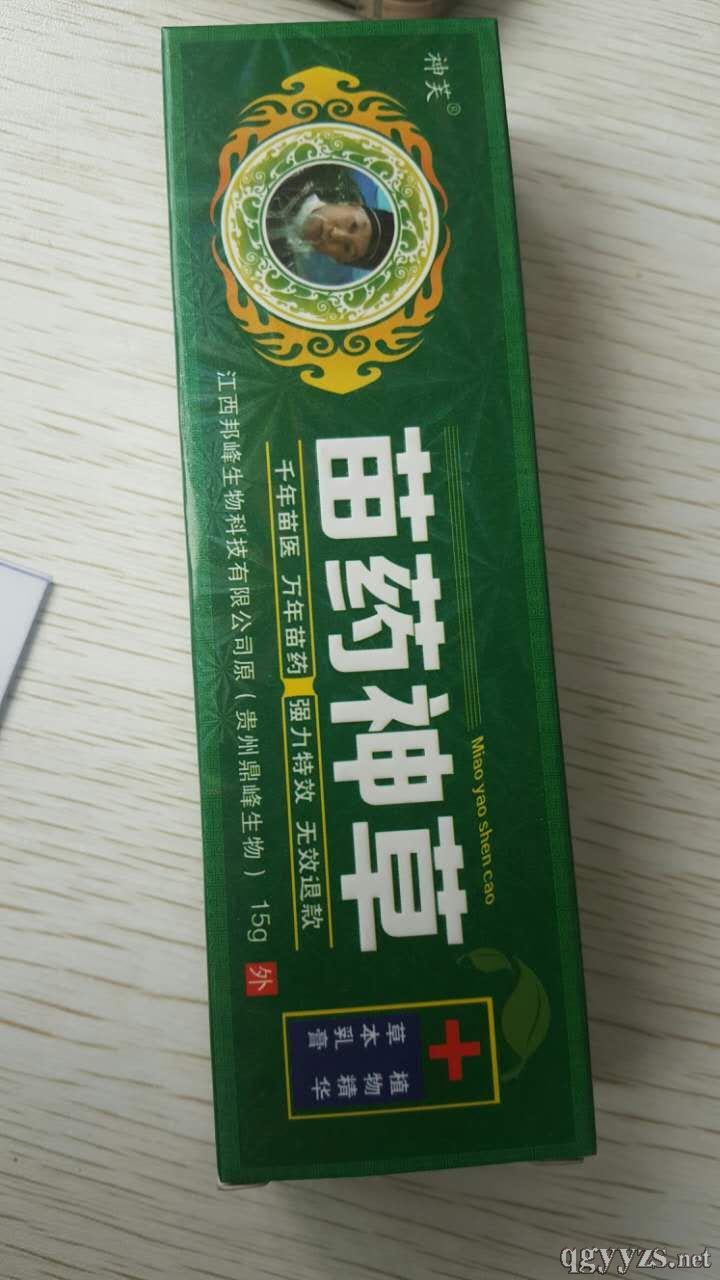 神芙®
Miao yao shen cao
苗药神草
千年苗医 万年苗药 强力特效 无效退款
江西邦峰生物科技有限公司原(贵州鼎峰生物) 15g 外
植物精华
草本乳膏
qgyyzs.net